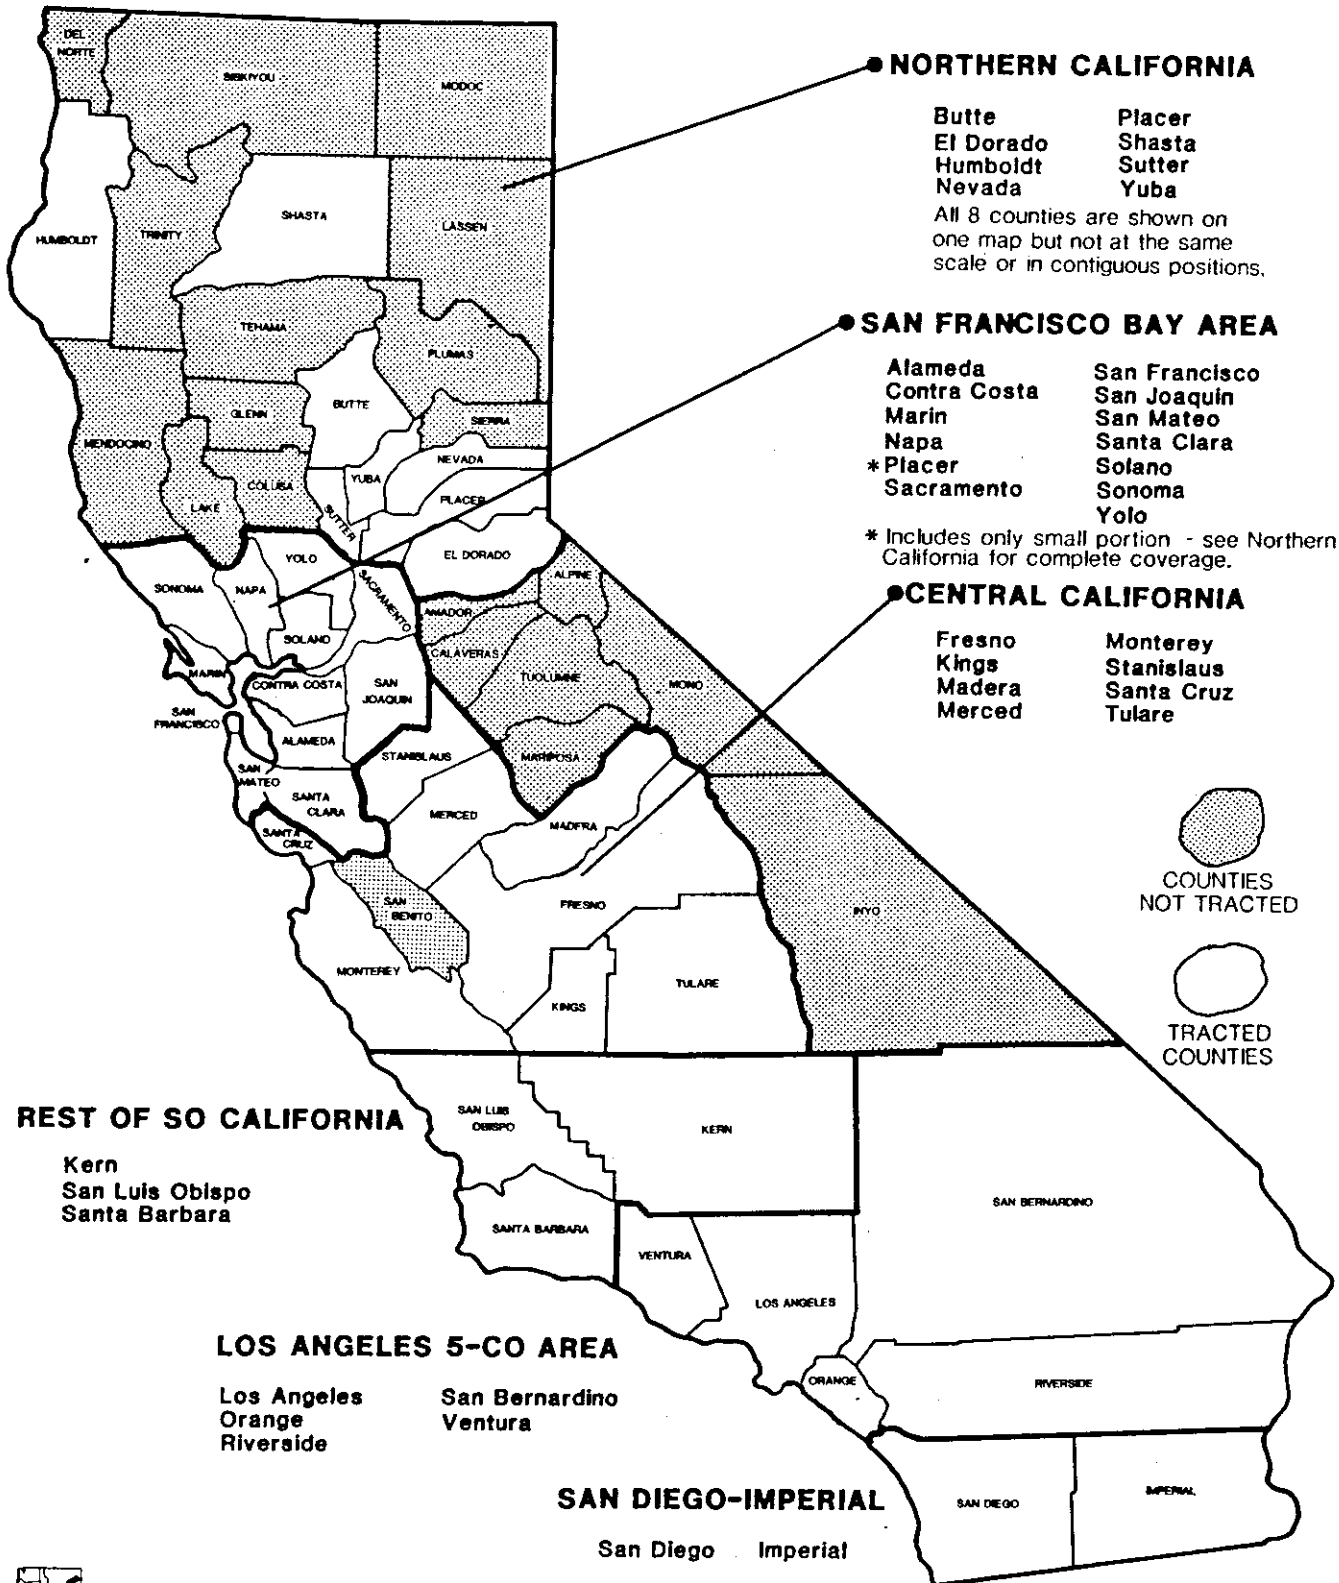 NORTHERN CALIFORNIA
Butte Placer
El Dorado Shasta
Humboldt Sutter
Nevada Yuba
All 8 counties are shown on
one map but not at the same
scale or in contiguous positions.
SAN FRANCISCO BAY AREA
Alameda San Francisco
Contra Costa San Joaquin
Marin San Mateo
Napa Santa Clara
* Placer Solano
Sacramento Sonoma
Yolo
* Includes only small portion - see Northern
California for complete coverage.
CENTRAL CALIFORNIA
Fresno Monterey
Kings Stanislaus
Madera Santa Cruz
Merced Tulare
COUNTIES
NOT TRACTED
TRACTED
COUNTIES
REST OF SO CALIFORNIA
Kern
San Luis Obispo
Santa Barbara
LOS ANGELES 5-CO AREA
Los Angeles San Bernardino
Orange Ventura
Riverside
SAN DIEGO-IMPERIAL
San Diego Imperial
DEL
NORTE
SISKIYOU
MODOC
HUMBOLDT
TRINITY
SHASTA
LASSEN
TEHAMA
PLUMAS
MENDOCINO
GLENN
BUTTE
SIERRA
LAKE
COLUSA
YUBA
NEVADA
SUTTER
PLACER
SONOMA
NAPA
YOLO
EL DORADO
SACRAMENTO
ALPINE
AMADOR
SOLANO
CALAVERAS
MARIN
CONTRA COSTA
SAN
JOAQUIN
TUOLUMNE
MONO
SAN
FRANCISCO
ALAMEDA
STANISLAUS
MARIPOSA
SAN
MATEO
SANTA
CLARA
MERCED
MADERA
SANTA
CRUZ
SAN
BENITO
FRESNO
INYO
MONTEREY
KINGS
TULARE
SAN LUIS
OBISPO
KERN
SANTA BARBARA
VENTURA
LOS ANGELES
SAN BERNARDINO
ORANGE
RIVERSIDE
SAN DIEGO
IMPERIAL